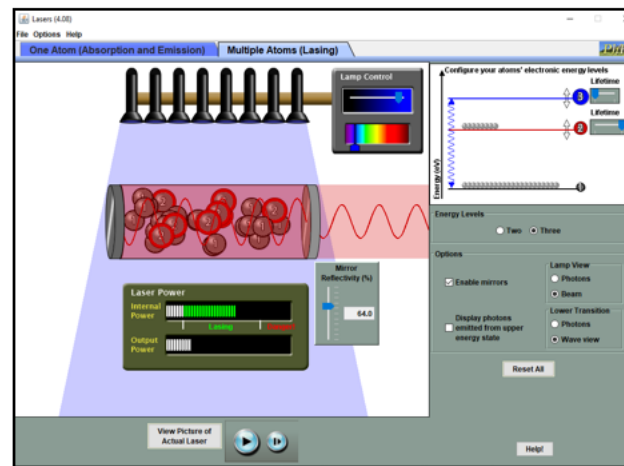 Lasers (4.08)
File Options Help
One Atom (Absorption and Emission)
Multiple Atoms (Lasing)
Lamp Control
Configure your atoms' electronic energy levels
Lifetime
3
Lifetime
2
Energy (eV)
Energy Levels
Two
Three
Options
Enable mirrors
Lamp View
Photons
Beam
Display photons
emitted from upper
energy state
Lower Transition
Photons
Wave view
Mirror
Reflectivity (%)
64.0
Laser Power
Internal
Power
Lasing
Output
Power
Reset All
View Picture of
Actual Laser
Help!